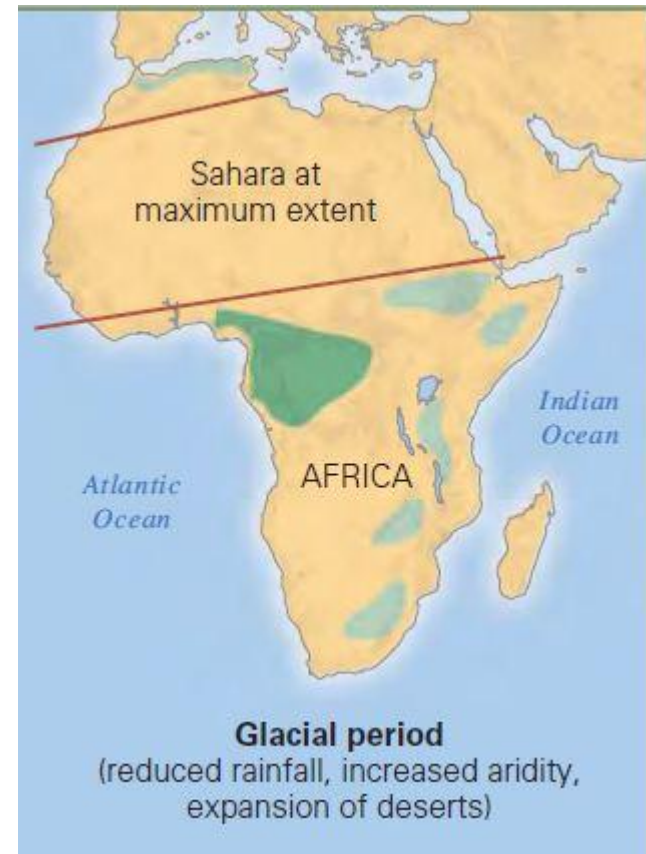 Sahara at
maximum extent
Indian
Ocean
AFRICA
Atlantic
Ocean
Glacial period
(reduced rainfall, increased aridity,
expansion of deserts)